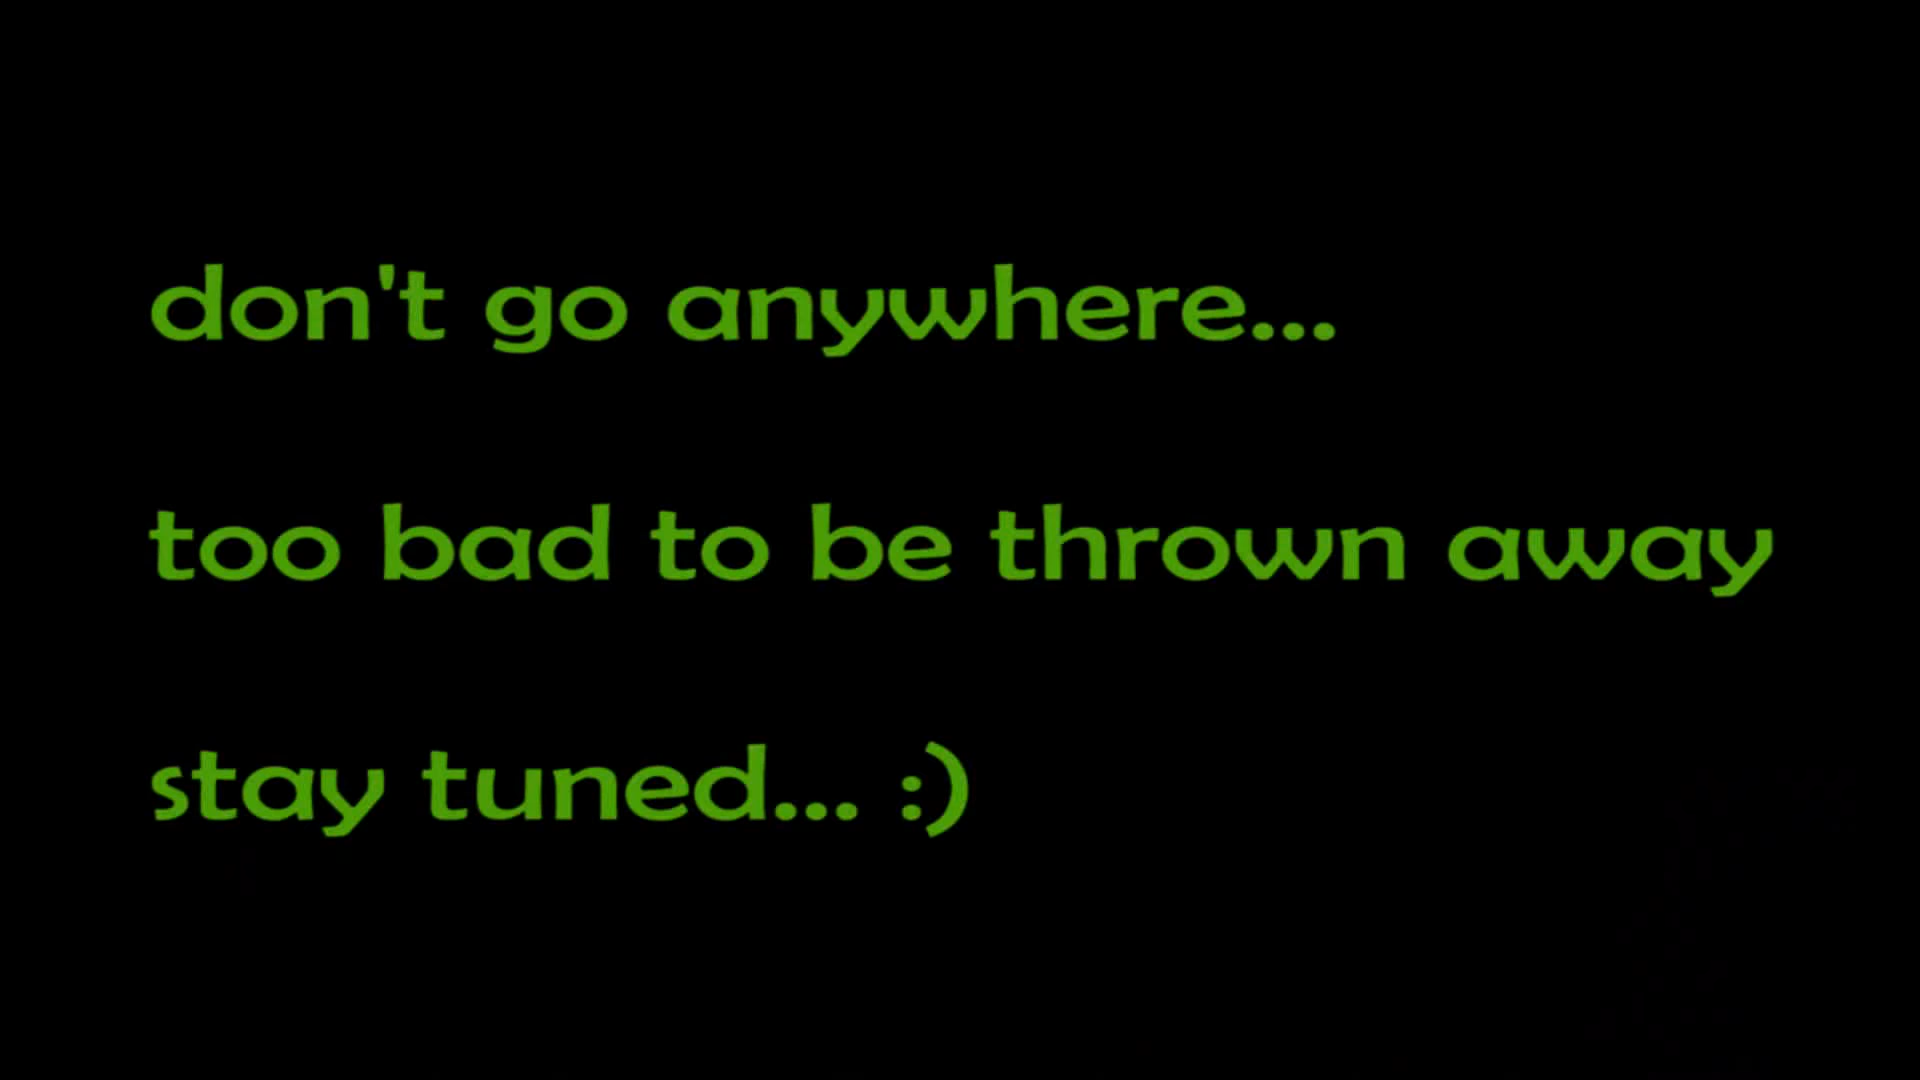 don't go anywhere...
too bad to be thrown away
stay tuned... :)